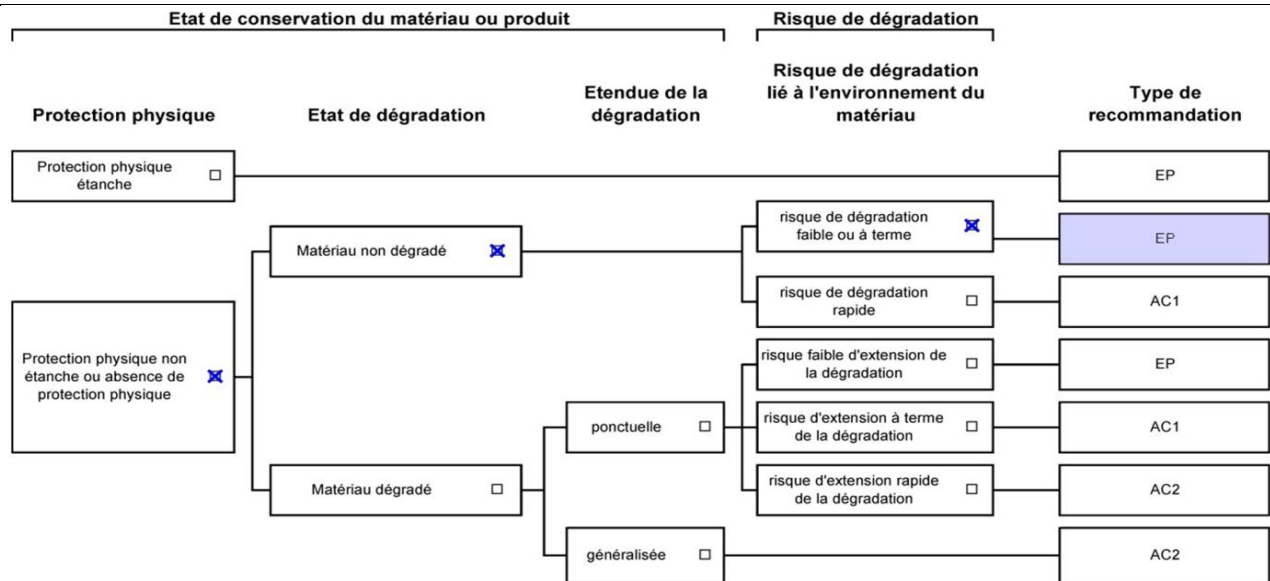 Etat de conservation du matériau ou produit
Risque de dégradation
Protection physique
Etat de dégradation
Etendue de la
dégradation
Risque de dégradation
lié à l'environnement du
matériau
Type de
recommandation
Protection physique
étanche
EP
risque de dégradation
faible ou à terme
EP
Matériau non dégradé
risque de dégradation
rapide
AC1
Protection physique non
étanche ou absence de
protection physique
risque faible d'extension de
la dégradation
EP
ponctuelle
risque d'extension à terme
de la dégradation
AC1
Matériau dégradé
risque d'extension rapide
de la dégradation
AC2
généralisée
AC2